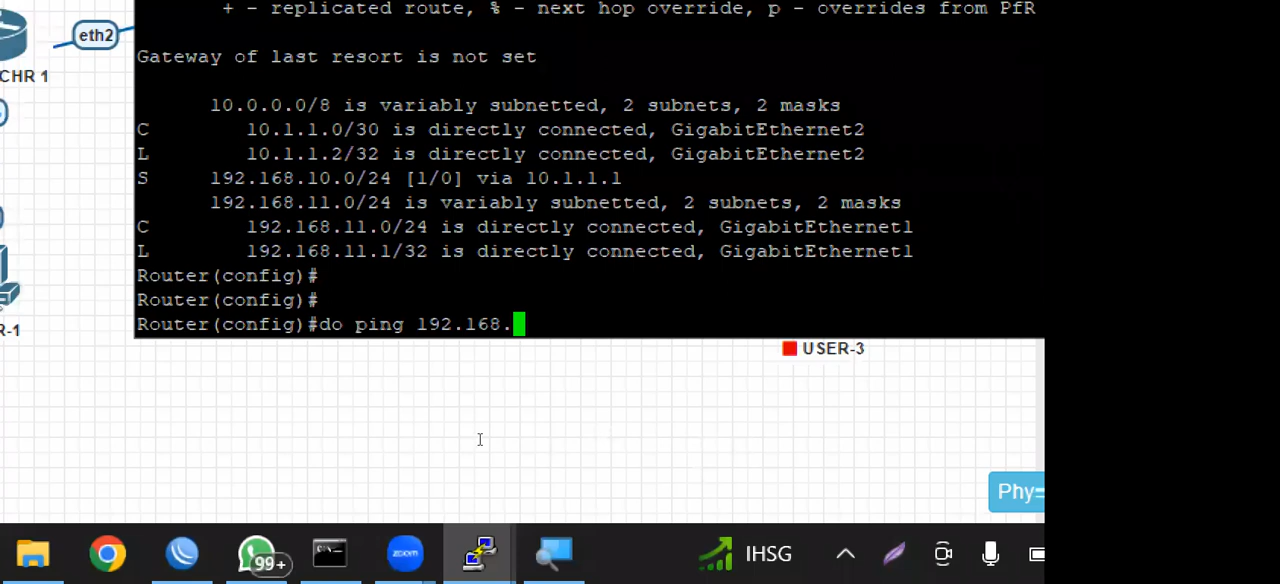 + - replicated route, % - next hop override, p - overrides from PfR
eth2
Gateway of last resort is not set
CHR 1
10.0.0.0/8 is variably subnetted, 2 subnets, 2 masks
C 10.1.1.0/30 is directly connected, GigabitEthernet2
L 10.1.1.2/32 is directly connected, GigabitEthernet2
S 192.168.10.0/24 [1/0] via 10.1.1.1
192.168.11.0/24 is variably subnetted, 2 subnets, 2 masks
C 192.168.11.0/24 is directly connected, GigabitEthernet1
L 192.168.11.1/32 is directly connected, GigabitEthernet1
Router(config)#
Router(config)#
Router(config)#do ping 192.168.
R-1
USER-3
Phy=
99+
zoom
IHSG